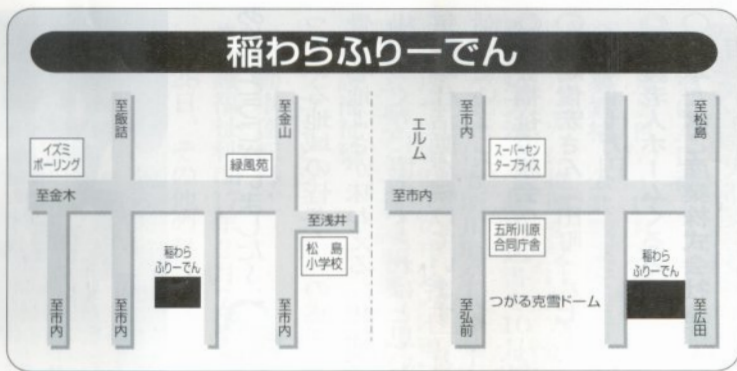 稲わらふりーでん
至飯詰
至金山
イズミ
ボーリング
緑風苑
至金木
至浅井
稲わら
ふりーでん
松島
小学校
至市内
至市内
至市内
至市内
至松島
エルム
スーパーセン
タープライス
至市内
五所川原
合同庁舎
稲わら
ふりーでん
つがる克雪ドーム
至弘前
至広田